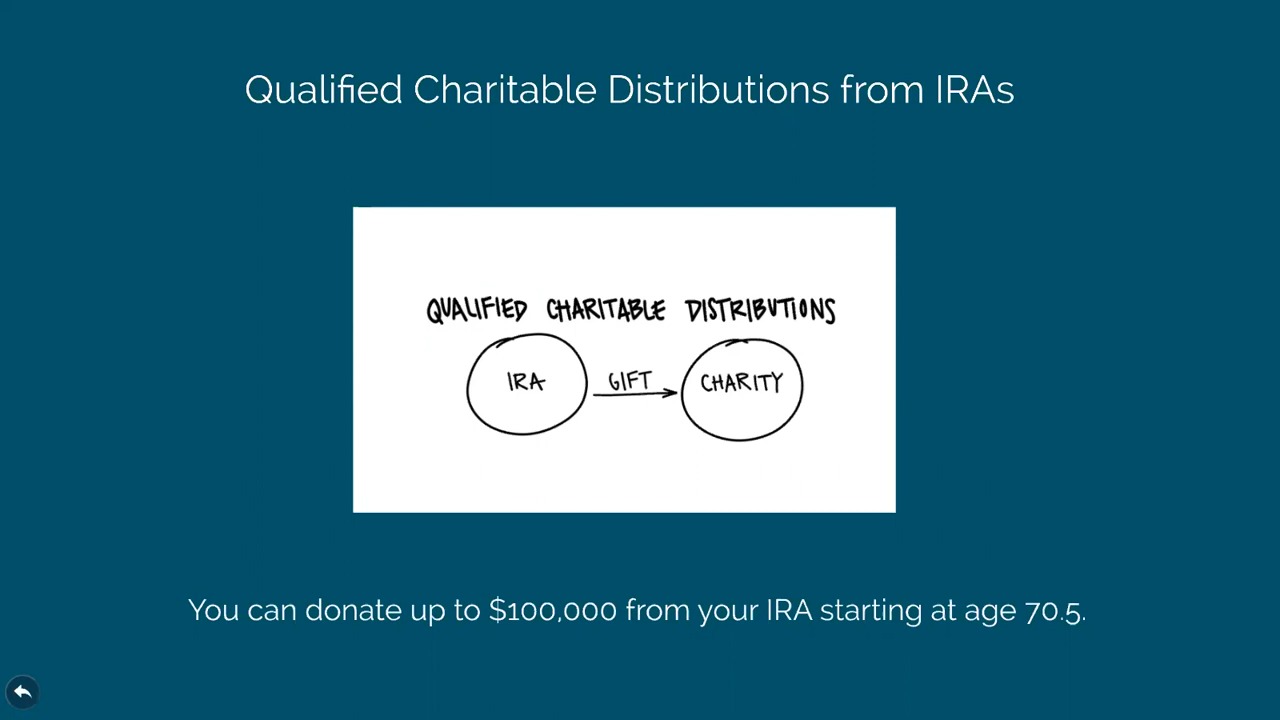 Qualified Charitable Distributions from IRAs
QUALIFIED CHARITABLE DISTRIBUTIONS
IRA GIFT CHARITY
You can donate up to $100,000 from your IRA starting at age 70.5.